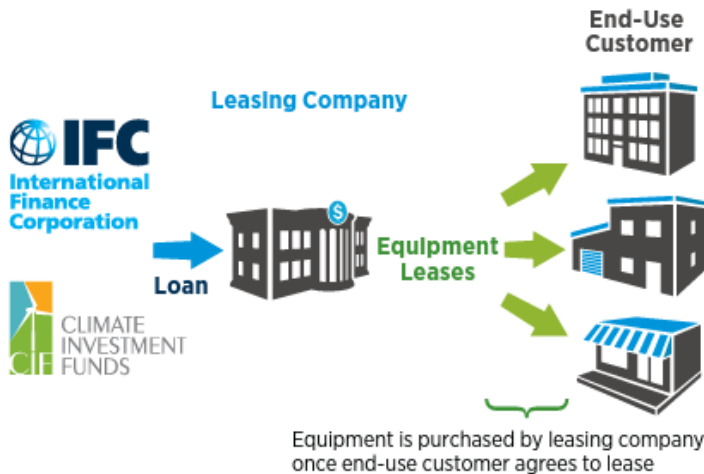 End-Use
Customer
Leasing Company
IFC
International
Finance
Corporation
$
Equipment
Leases
Loan
CIF
CLIMATE
INVESTMENT
FUNDS
Equipment is purchased by leasing company
once end-use customer agrees to lease